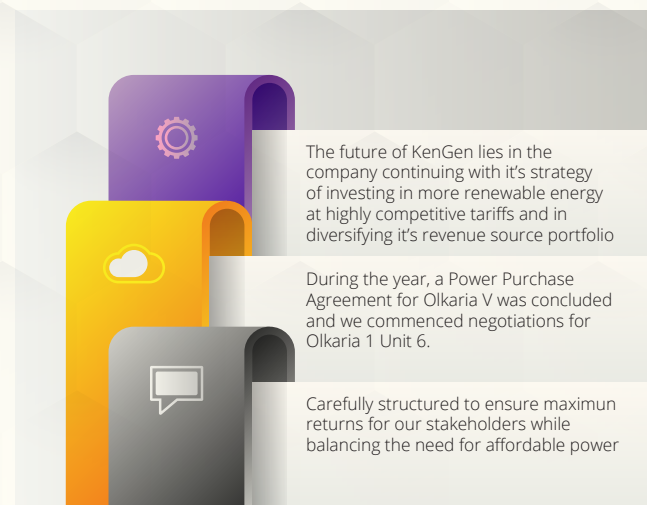 The future of KenGen lies in the
company continuing with it's strategy
of investing in more renewable energy
at highly competitive tariffs and in
diversifying it's revenue source portfolio
During the year, a Power Purchase
Agreement for Olkaria V was concluded
and we commenced negotiations for
Olkaria 1 Unit 6.
Carefully structured to ensure maximun
returns for our stakeholders while
balancing the need for affordable power